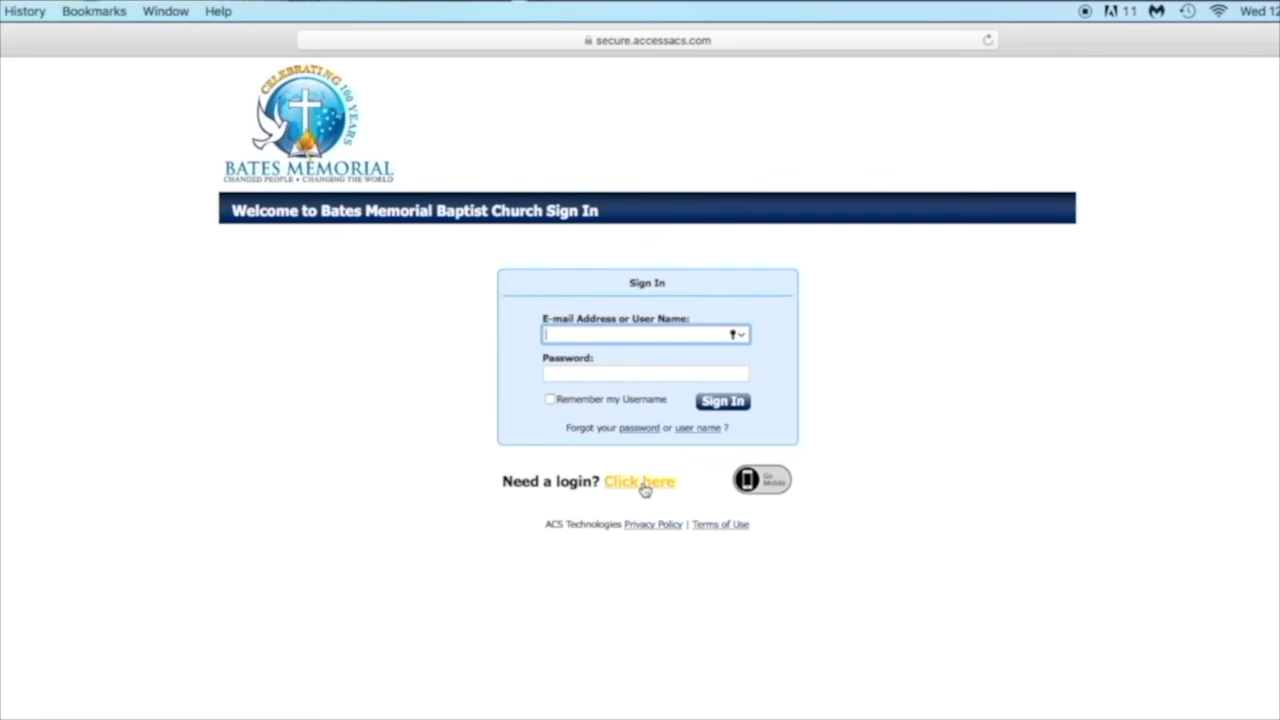 History Bookmarks Window Help 11 Wed 12
secure.accessacs.com
CELEBRATING 100 YEARS
BATES MEMORIAL
CHANGED PEOPLE • CHANGING THE WORLD
Welcome to Bates Memorial Baptist Church Sign In
Sign In
E-mail Address or User Name:
Password:
Remember my Username Sign In
Forgot your password or user name ?
Need a login? Click here Go
Mobile
ACS Technologies Privacy Policy | Terms of Use